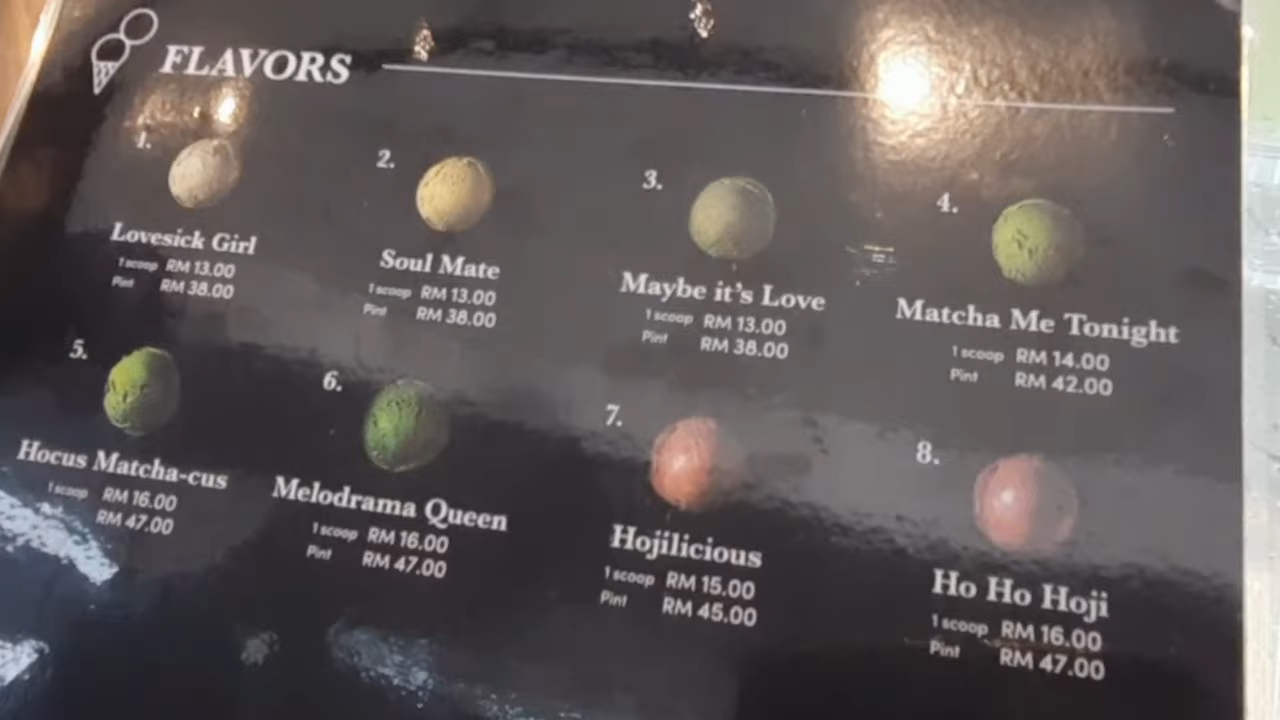 FLAVORS
1.
Lovesick Girl
1 scoop RM 13.00
Pint RM 38.00
2.
Soul Mate
1 scoop RM 13.00
Pint RM 38.00
3.
Maybe it's Love
1 scoop RM 13.00
Pint RM 38.00
4.
Matcha Me Tonight
1 scoop RM 14.00
Pint RM 42.00
5.
Hocus Matcha-cus
1 scoop RM 16.00
RM 47.00
6.
Melodrama Queen
1 scoop RM 16.00
Pint RM 47.00
7.
Hojilicious
1 scoop RM 15.00
Pint RM 45.00
8.
Ho Ho Hoji
1 scoop RM 16.00
Pint RM 47.00